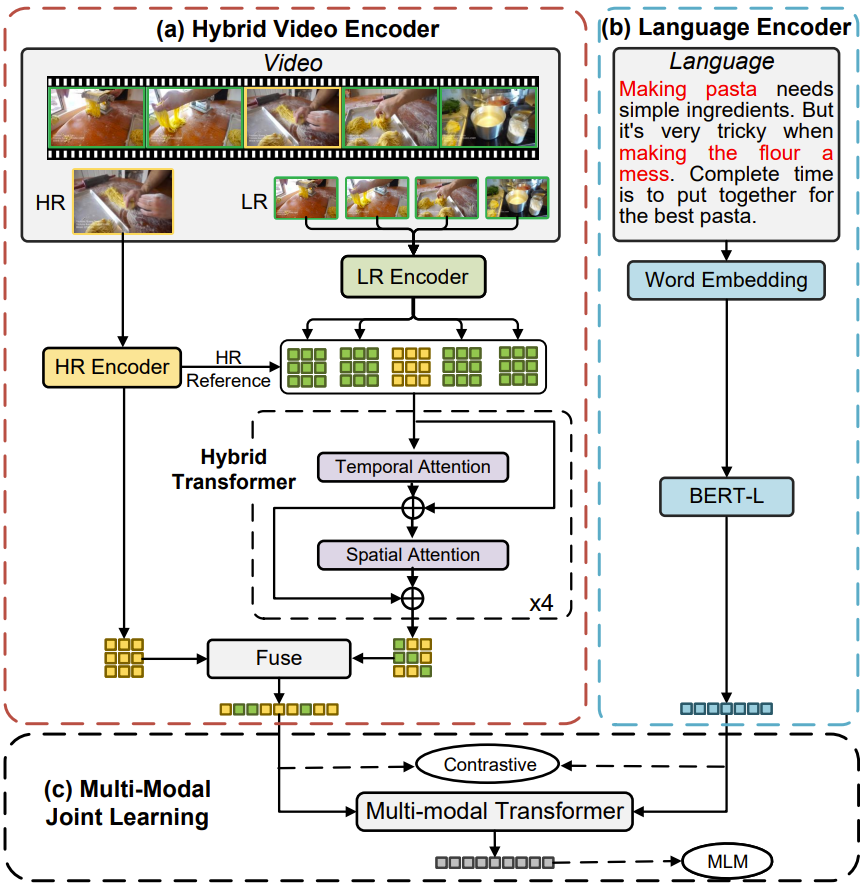 (a) Hybrid Video Encoder
Video
HR
LR
LR Encoder
HR Encoder
HR
Reference
Hybrid
Transformer
Temporal Attention
Spatial Attention
x4
Fuse
(b) Language Encoder
Language
Making pasta needs
simple ingredients. But
it's very tricky when
making the flour a
mess. Complete time
is to put together for
the best pasta.
Word Embedding
BERT-L
(c) Multi-Modal
Joint Learning
Contrastive
Multi-modal Transformer
MLM